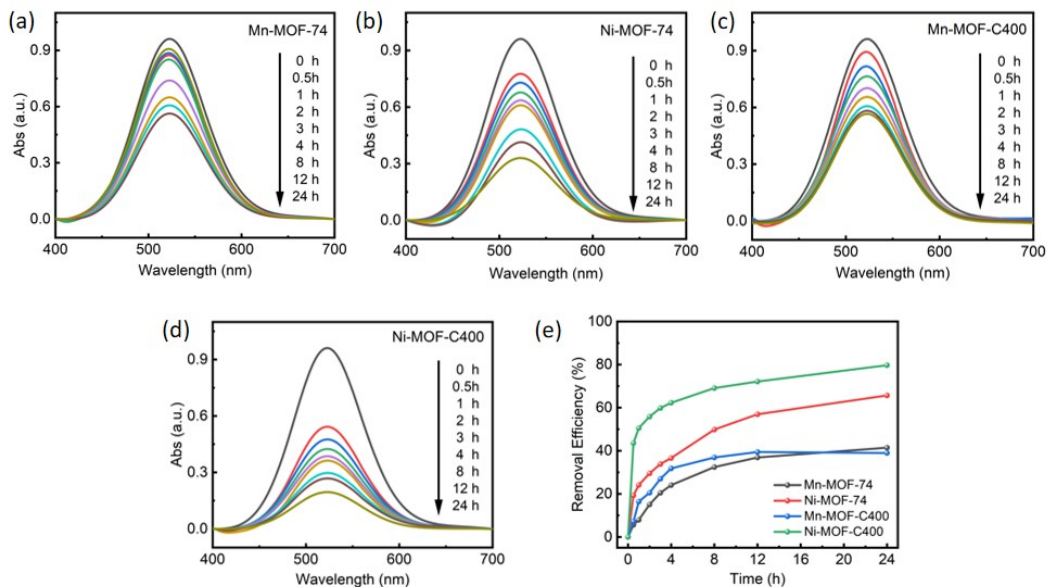 (a)
Mn-MOF-74
0 h
0.5h
1 h
2 h
3 h
4 h
8 h
12 h
24 h
Abs (a.u.)
0.9
0.6
0.3
0.0
400
500
600
700
Wavelength (nm)
(b)
Ni-MOF-74
0 h
0.5h
1 h
2 h
3 h
4 h
8 h
12 h
24 h
Abs (a.u.)
0.9
0.6
0.3
0.0
400
500
600
700
Wavelength (nm)
(c)
Mn-MOF-C400
0 h
0.5h
1 h
2 h
3 h
4 h
8 h
12 h
24 h
Abs (a.u.)
0.9
0.6
0.3
0.0
400
500
600
700
Wavelength (nm)
(d)
Ni-MOF-C400
0 h
0.5h
1 h
2 h
3 h
4 h
8 h
12 h
24 h
Abs (a.u.)
0.9
0.6
0.3
0.0
400
500
600
700
Wavelength (nm)
(e)
Removal Efficiency (%)
100
80
60
40
20
0
Mn-MOF-74
Ni-MOF-74
Mn-MOF-C400
Ni-MOF-C400
0
4
8
12
16
20
24
Time (h)